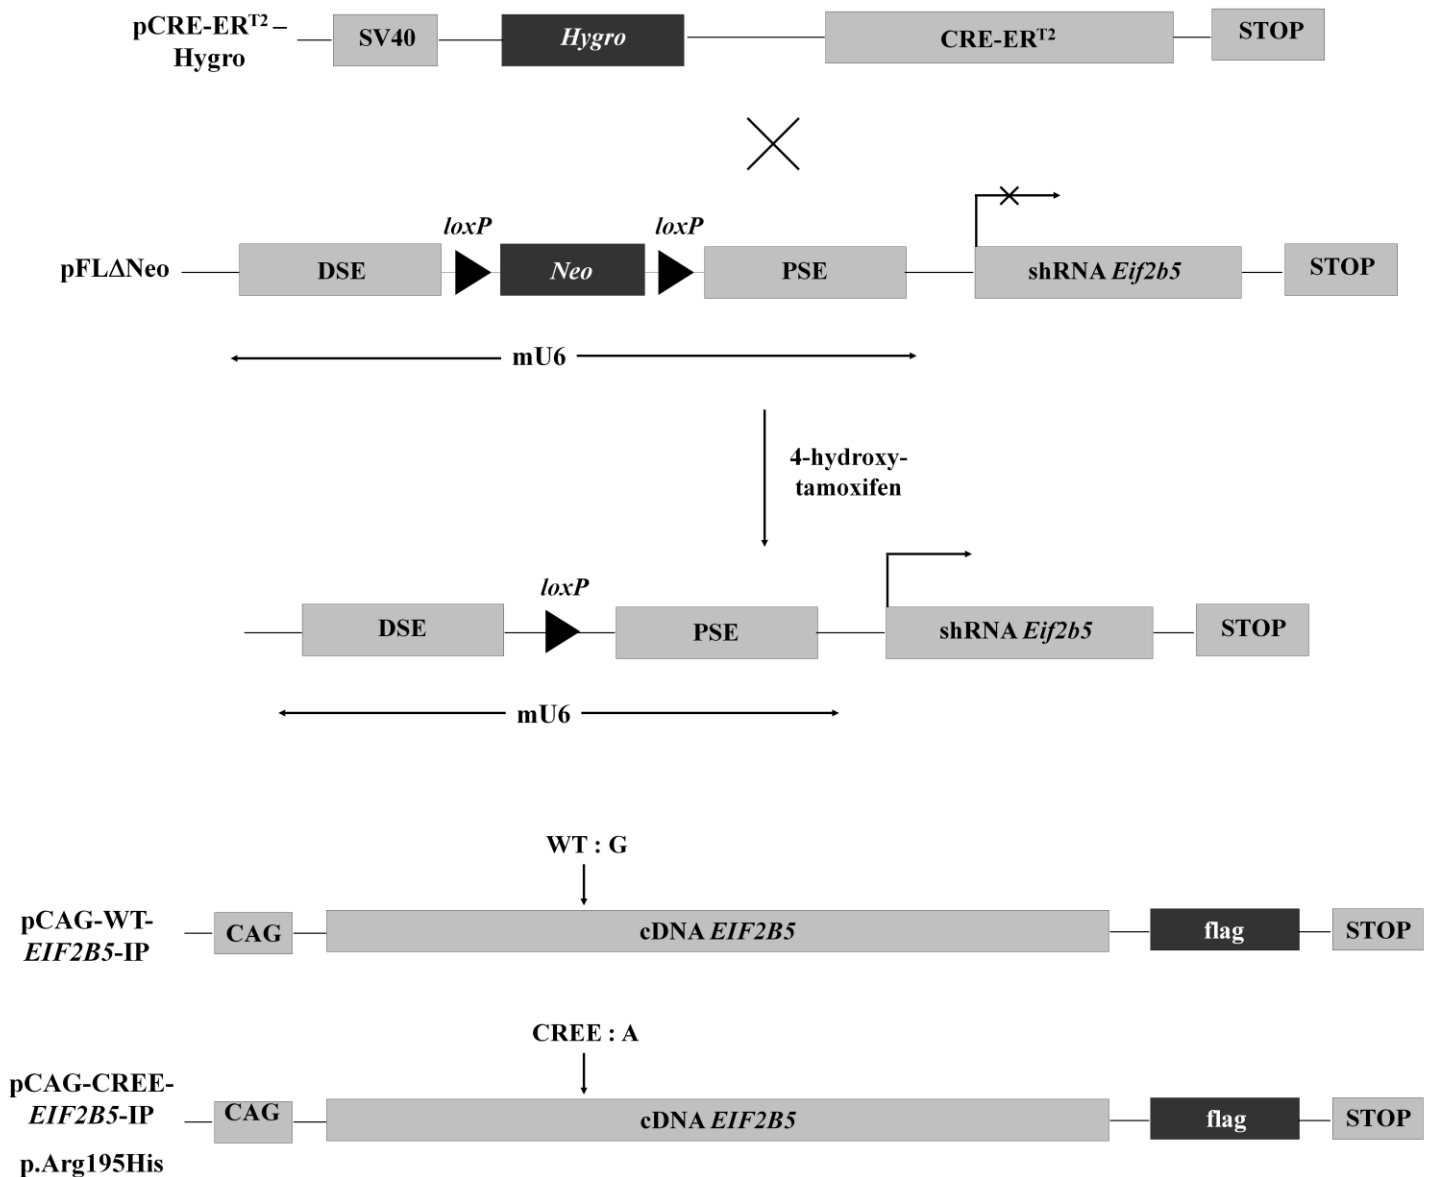 pCRE-ERᵀ² –
Hygro
SV40
Hygro
CRE-ERᵀ²
STOP
loxP
loxP
pFLΔNeo
DSE
Neo
PSE
shRNA Eif2b5
STOP
mU6
4-hydroxy-
tamoxifen
loxP
DSE
PSE
shRNA Eif2b5
STOP
mU6
WT : G
pCAG-WT-
EIF2B5-IP
CAG
cDNA EIF2B5
flag
STOP
CREE : A
pCAG-CREE-
EIF2B5-IP
p.Arg195His
CAG
cDNA EIF2B5
flag
STOP